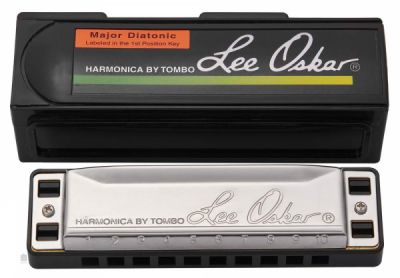 Major Diatonic
Labeled in the 1st Position Key
HARMONICA BY TOMBO Lee Oskar ®
HARMONICA BY TOMBO Lee Oskar ®
1 2 3 4 5 6 7 8 9 10